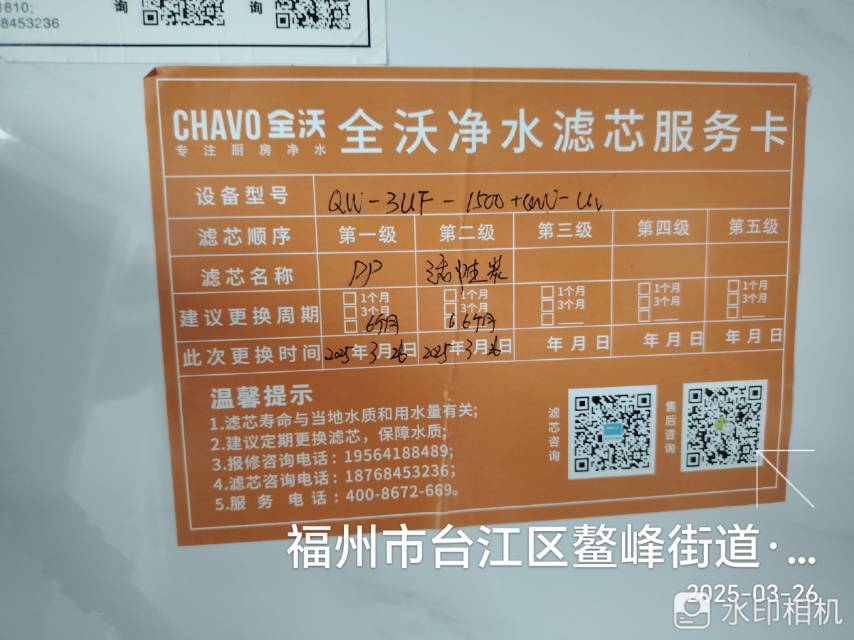 1810;
8453236
询
询
CHAVO 全沃
专注厨房净水
全沃净水滤芯服务卡
设备型号 QW-3UF-1500
滤芯顺序 第一级 第二级 第三级 第四级 第五级
滤芯名称 PP 活性炭
建议更换周期 □1个月 □3个月 □6个月 □1个月 □3个月 □6个月 □1个月 □3个月 □____ □1个月 □3个月 □____ □1个月 □3个月 □____
此次更换时间 2025年3月26日 2025年3月26日 年月日 年月日 年月日
温馨提示
1.滤芯寿命与当地水质和用水量有关;
2.建议定期更换滤芯，保障水质;
3.报修咨询电话：19564188489;
4.滤芯咨询电话：18768453236;
5.服务电话：400-8672-669。
滤芯咨询
售后咨询
福州市台江区鳌峰街道·...
2025-03-26
水印相机